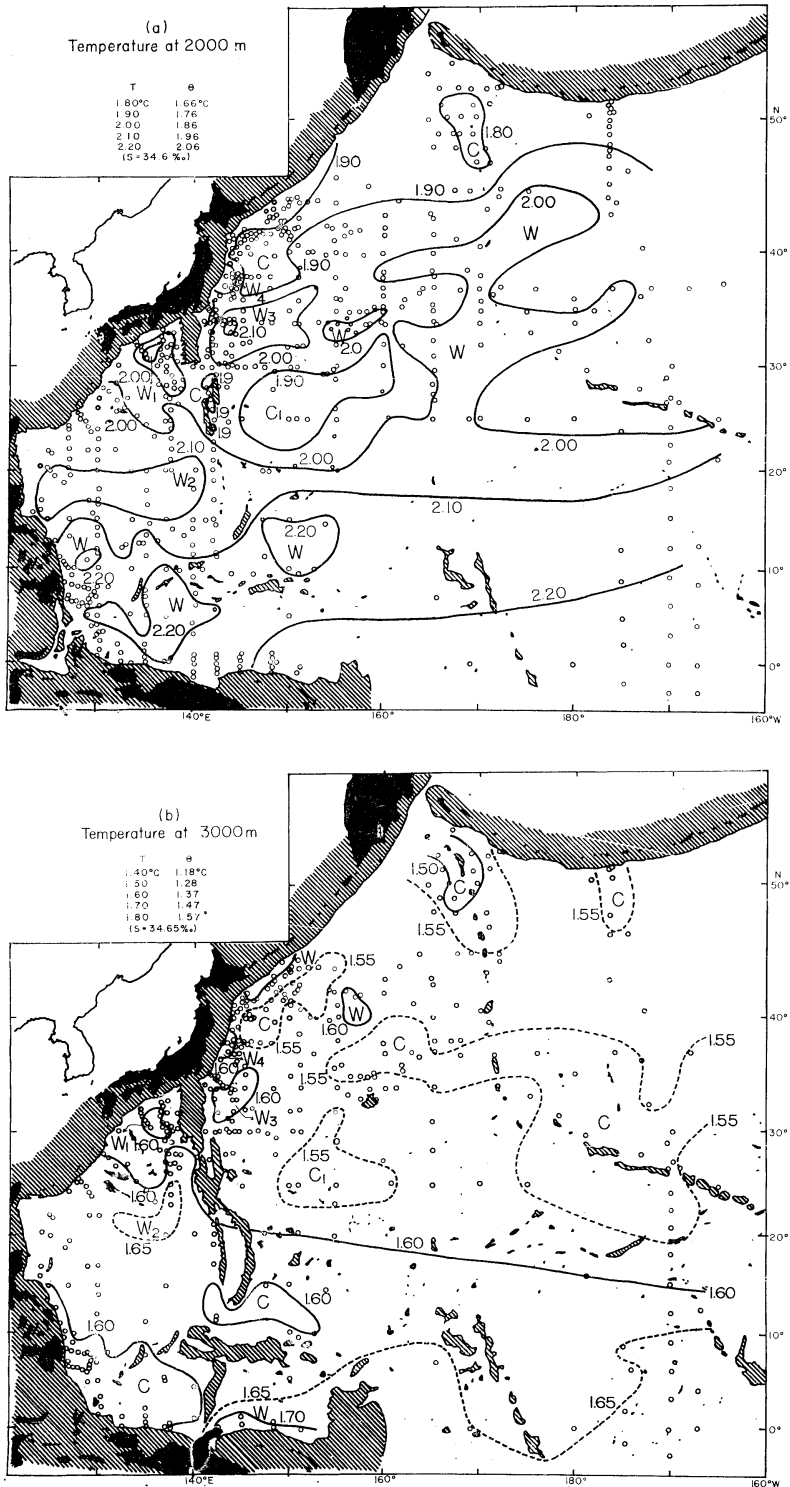 (a)
Temperature at 2000 m
T θ
1.80°C 1.66°C
1.90 1.76
2.00 1.86
2.10 1.96
2.20 2.06
(S=34.6‰)
N
50°
1.80
C
1.90
1.90
2.00
W
40°
C
1.90
W4
W3
2.10
W
2.0
2.00
30°
W
2.00
W1
C
1.9
1.90
C1
1.9
2.00
1.9
2.10
2.00
2.00
20°
W2
2.10
2.20
W
W
2.20
10°
W
2.20
2.20
0°
140°E
160°
180°
160°W
(b)
Temperature at 3000 m
T θ
1.40°C 1.18°C
1.50 1.28
1.60 1.37
1.70 1.47
1.80 1.57
(S=34.65‰)
N
1.50
C
50°
C
1.55
1.55
W
1.55
W
C
1.60
40°
C
1.55
W4
1.60
1.55
1.55
1.60
W3
1.55
C
W1
1.60
30°
1.55
C1
1.60
W2
1.65
20°
1.60
1.60
C
1.60
1.60
10°
C
1.65
W
1.70
1.65
0°
140°E
160°
180°
160°W